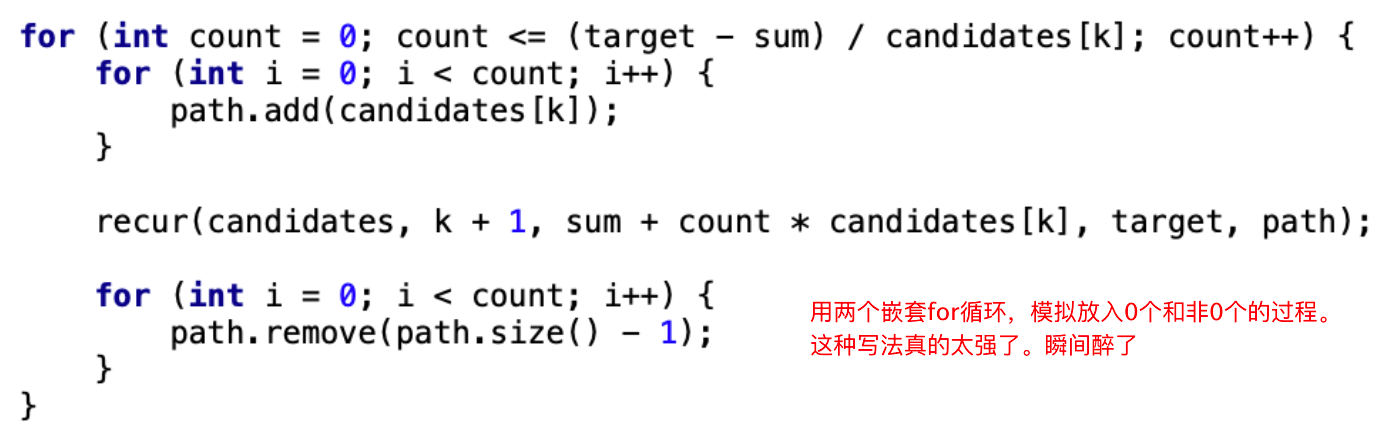 for (int count = 0; count <= (target - sum) / candidates[k]; count++) {
    for (int i = 0; i < count; i++) {
        path.add(candidates[k]);
    }
    recur(candidates, k + 1, sum + count * candidates[k], target, path);
    for (int i = 0; i < count; i++) {
        path.remove(path.size() - 1);
    }
}
用两个嵌套for循环，模拟放入0个和非0个的过程。
这种写法真的太强了。瞬间醉了